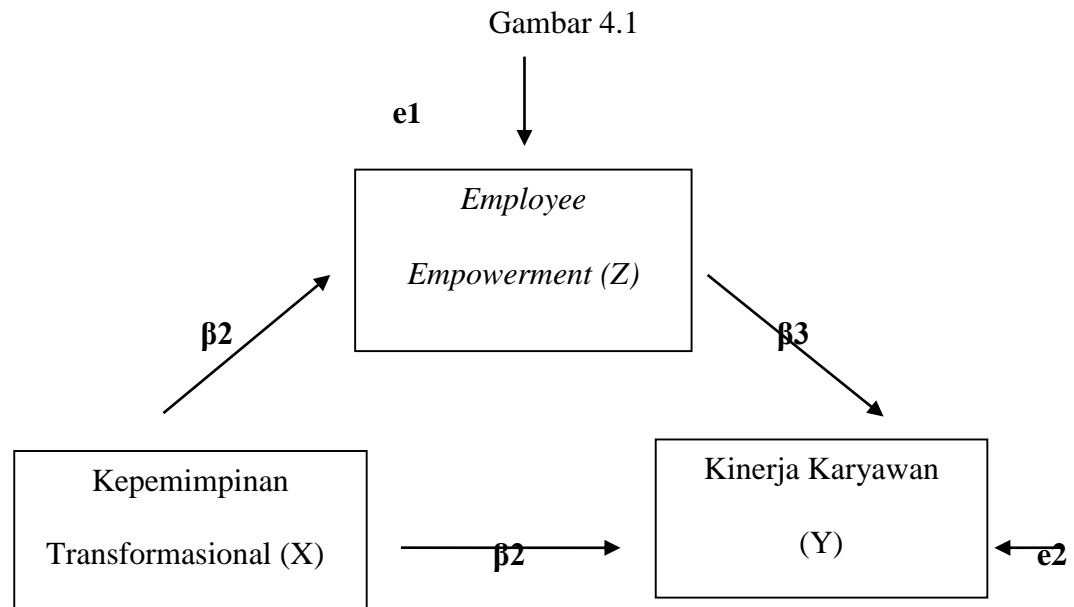 Gambar 4.1
e1
Employee
Empowerment (Z)
β2
β3
Kepemimpinan
Transformasional (X)
β2
Kinerja Karyawan
(Y)
e2